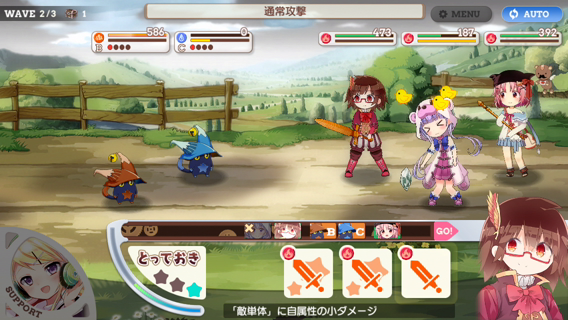 WAVE 2/3
1
通常攻撃
MENU
AUTO
586
B
0
C
473
187
392
B
C
GO!
とっておき
SUPPORT
「敵単体」に自属性の小ダメージ